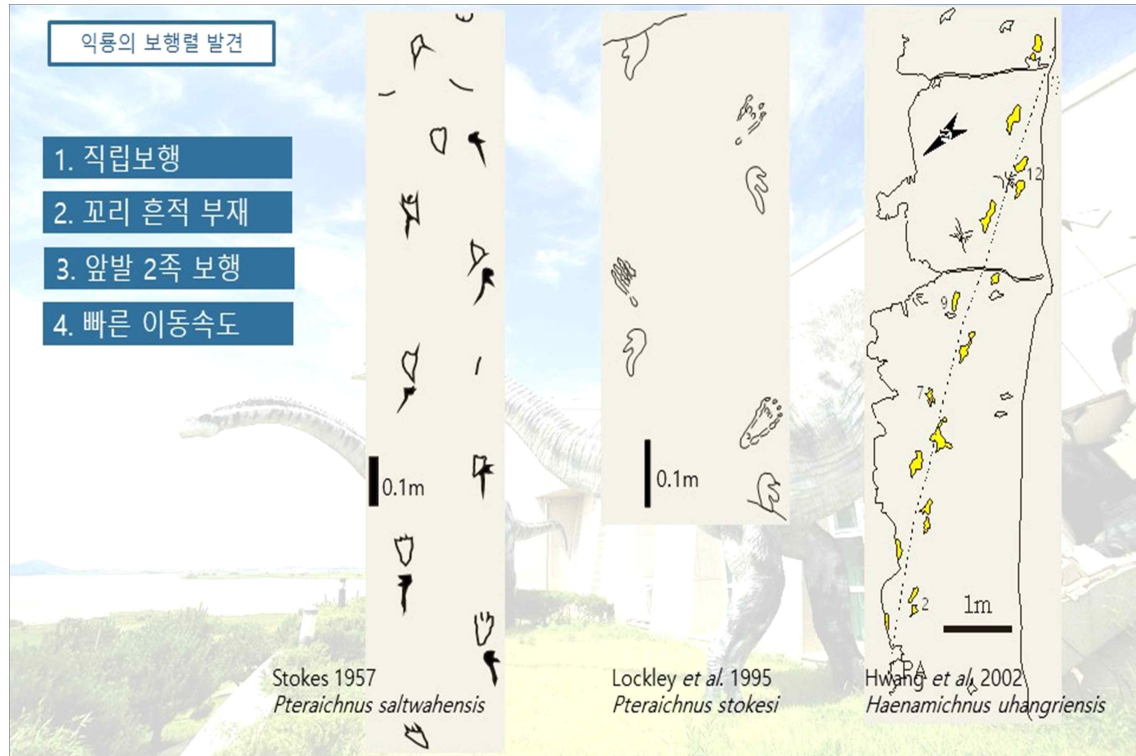 익룡의 보행렬 발견
1. 직립보행
2. 꼬리 흔적 부재
3. 앞발 2족 보행
4. 빠른 이동속도
0.1m
Stokes 1957
Pteraichnus saltwahensis
0.1m
Lockley et al. 1995
Pteraichnus stokesi
12
9
7
2
1m
CPA
Hwang et al. 2002
Haenamichnus uhangriensis